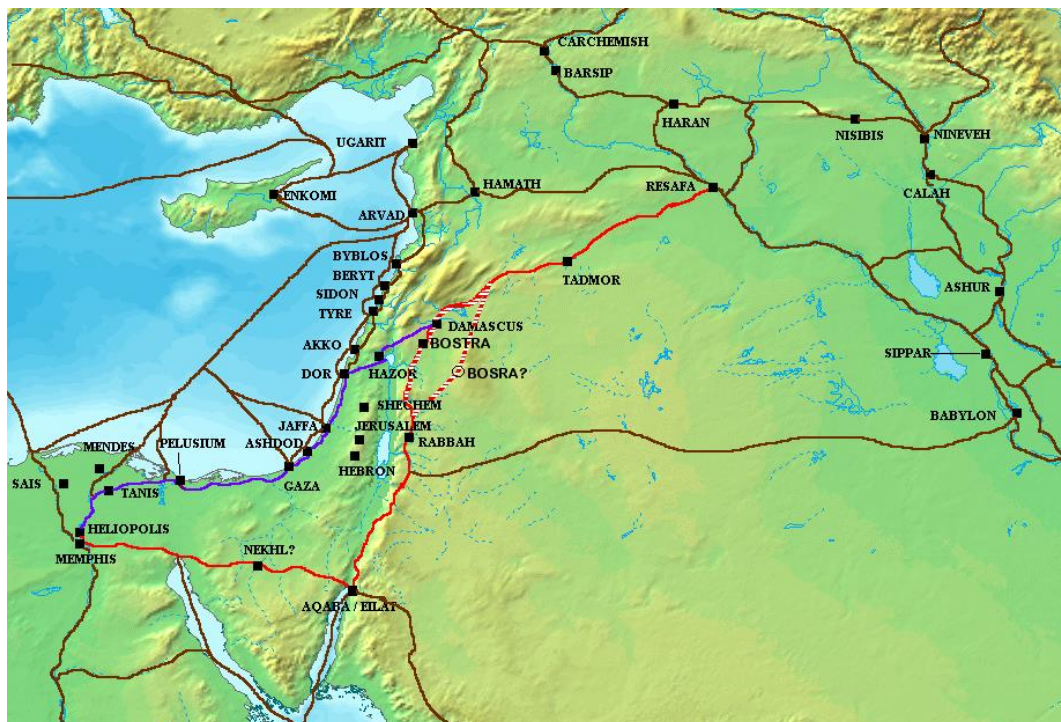 CARCHEMISH
BARSIP
HARAN
NISIBIS
NINEVEH
UGARIT
HAMATH
RESAFA
CALAH
ENKOMI
ARVAD
BYBLOS
BERYT
SIDON
TYRE
TADMOR
ASHUR
DAMASCUS
BOSTRA
AKKO
SIPPAR
DOR
HAZOR
BOSRA?
SHECHEM
BABYLON
JAFFA
JERUSALEM
MENDES
PELUSIUM
ASHDOD
RABBAH
HEBRON
SAIS
TANIS
GAZA
HELIOPOLIS
MEMPHIS
NEKHL?
AQABA / EILAT